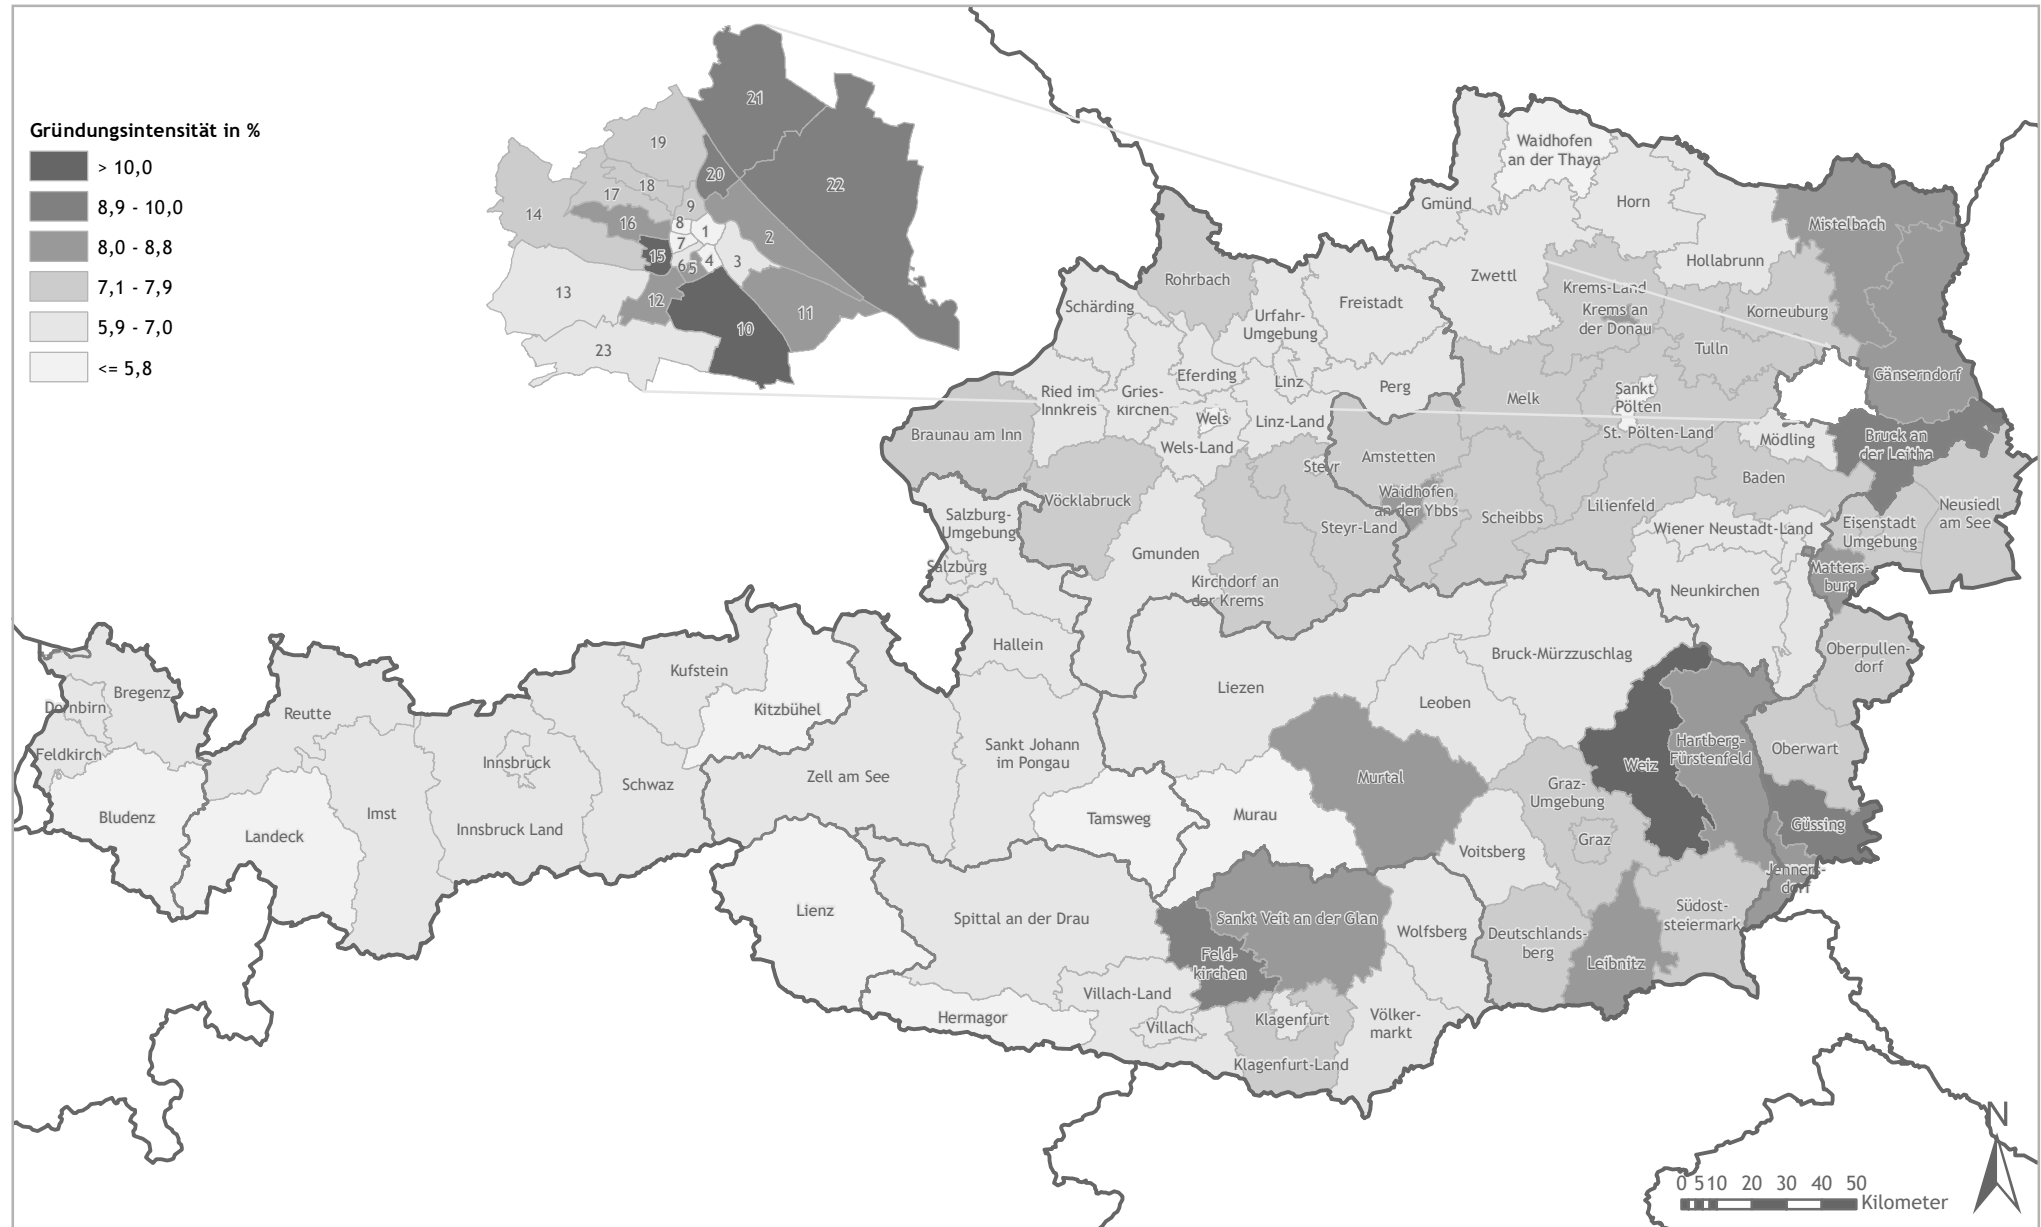 Gründungsintensität in %
> 10,0
8,9 - 10,0
8,0 - 8,8
7,1 - 7,9
5,9 - 7,0
<= 5,8
21
19
20
22
18
17
9
14
16
8
1
2
7
15
3
4
6
5
13
12
11
10
23
Waidhofen
an der Thaya
Gmünd
Horn
Mistelbach
Hollabrunn
Zwettl
Rohrbach
Krems-Land
Krems an
der Donau
Korneuburg
Schärding
Freistadt
Urfahr-
Umgebung
Tulln
Gänserndorf
Eferding
Linz
Perg
Ried im
Innkreis
Gries-
kirchen
Melk
Sankt
Pölten
Wels
Linz-Land
St. Pölten-Land
Mödling
Bruck an
der Leitha
Braunau am Inn
Wels-Land
Steyr
Amstetten
Baden
Vöcklabruck
Waidhofen
an der Ybbs
Scheibbs
Lilienfeld
Neusiedl
am See
Salzburg-
Umgebung
Steyr-Land
Wiener Neustadt-Land
Eisenstadt
Umgebung
Gmunden
Salzburg
Kirchdorf an
der Krems
Neunkirchen
Matters-
burg
Hallein
Oberpullen-
dorf
Bruck-Mürzzuschlag
Kufstein
Bregenz
Dornbirn
Reutte
Kitzbühel
Liezen
Leoben
Feldkirch
Innsbruck
Schwaz
Zell am See
Sankt Johann
im Pongau
Murtal
Weiz
Hartberg-
Fürstenfeld
Oberwart
Graz-
Umgebung
Bludenz
Landeck
Imst
Innsbruck Land
Tamsweg
Murau
Güssing
Graz
Voitsberg
Jenners-
dorf
Lienz
Spittal an der Drau
Sankt Veit an der Glan
Wolfsberg
Deutschlands-
berg
Südost-
steiermark
Feld-
kirchen
Leibnitz
Villach-Land
Hermagor
Villach
Klagenfurt
Völker-
markt
Klagenfurt-Land
N
0 5 10 20 30 40 50
Kilometer